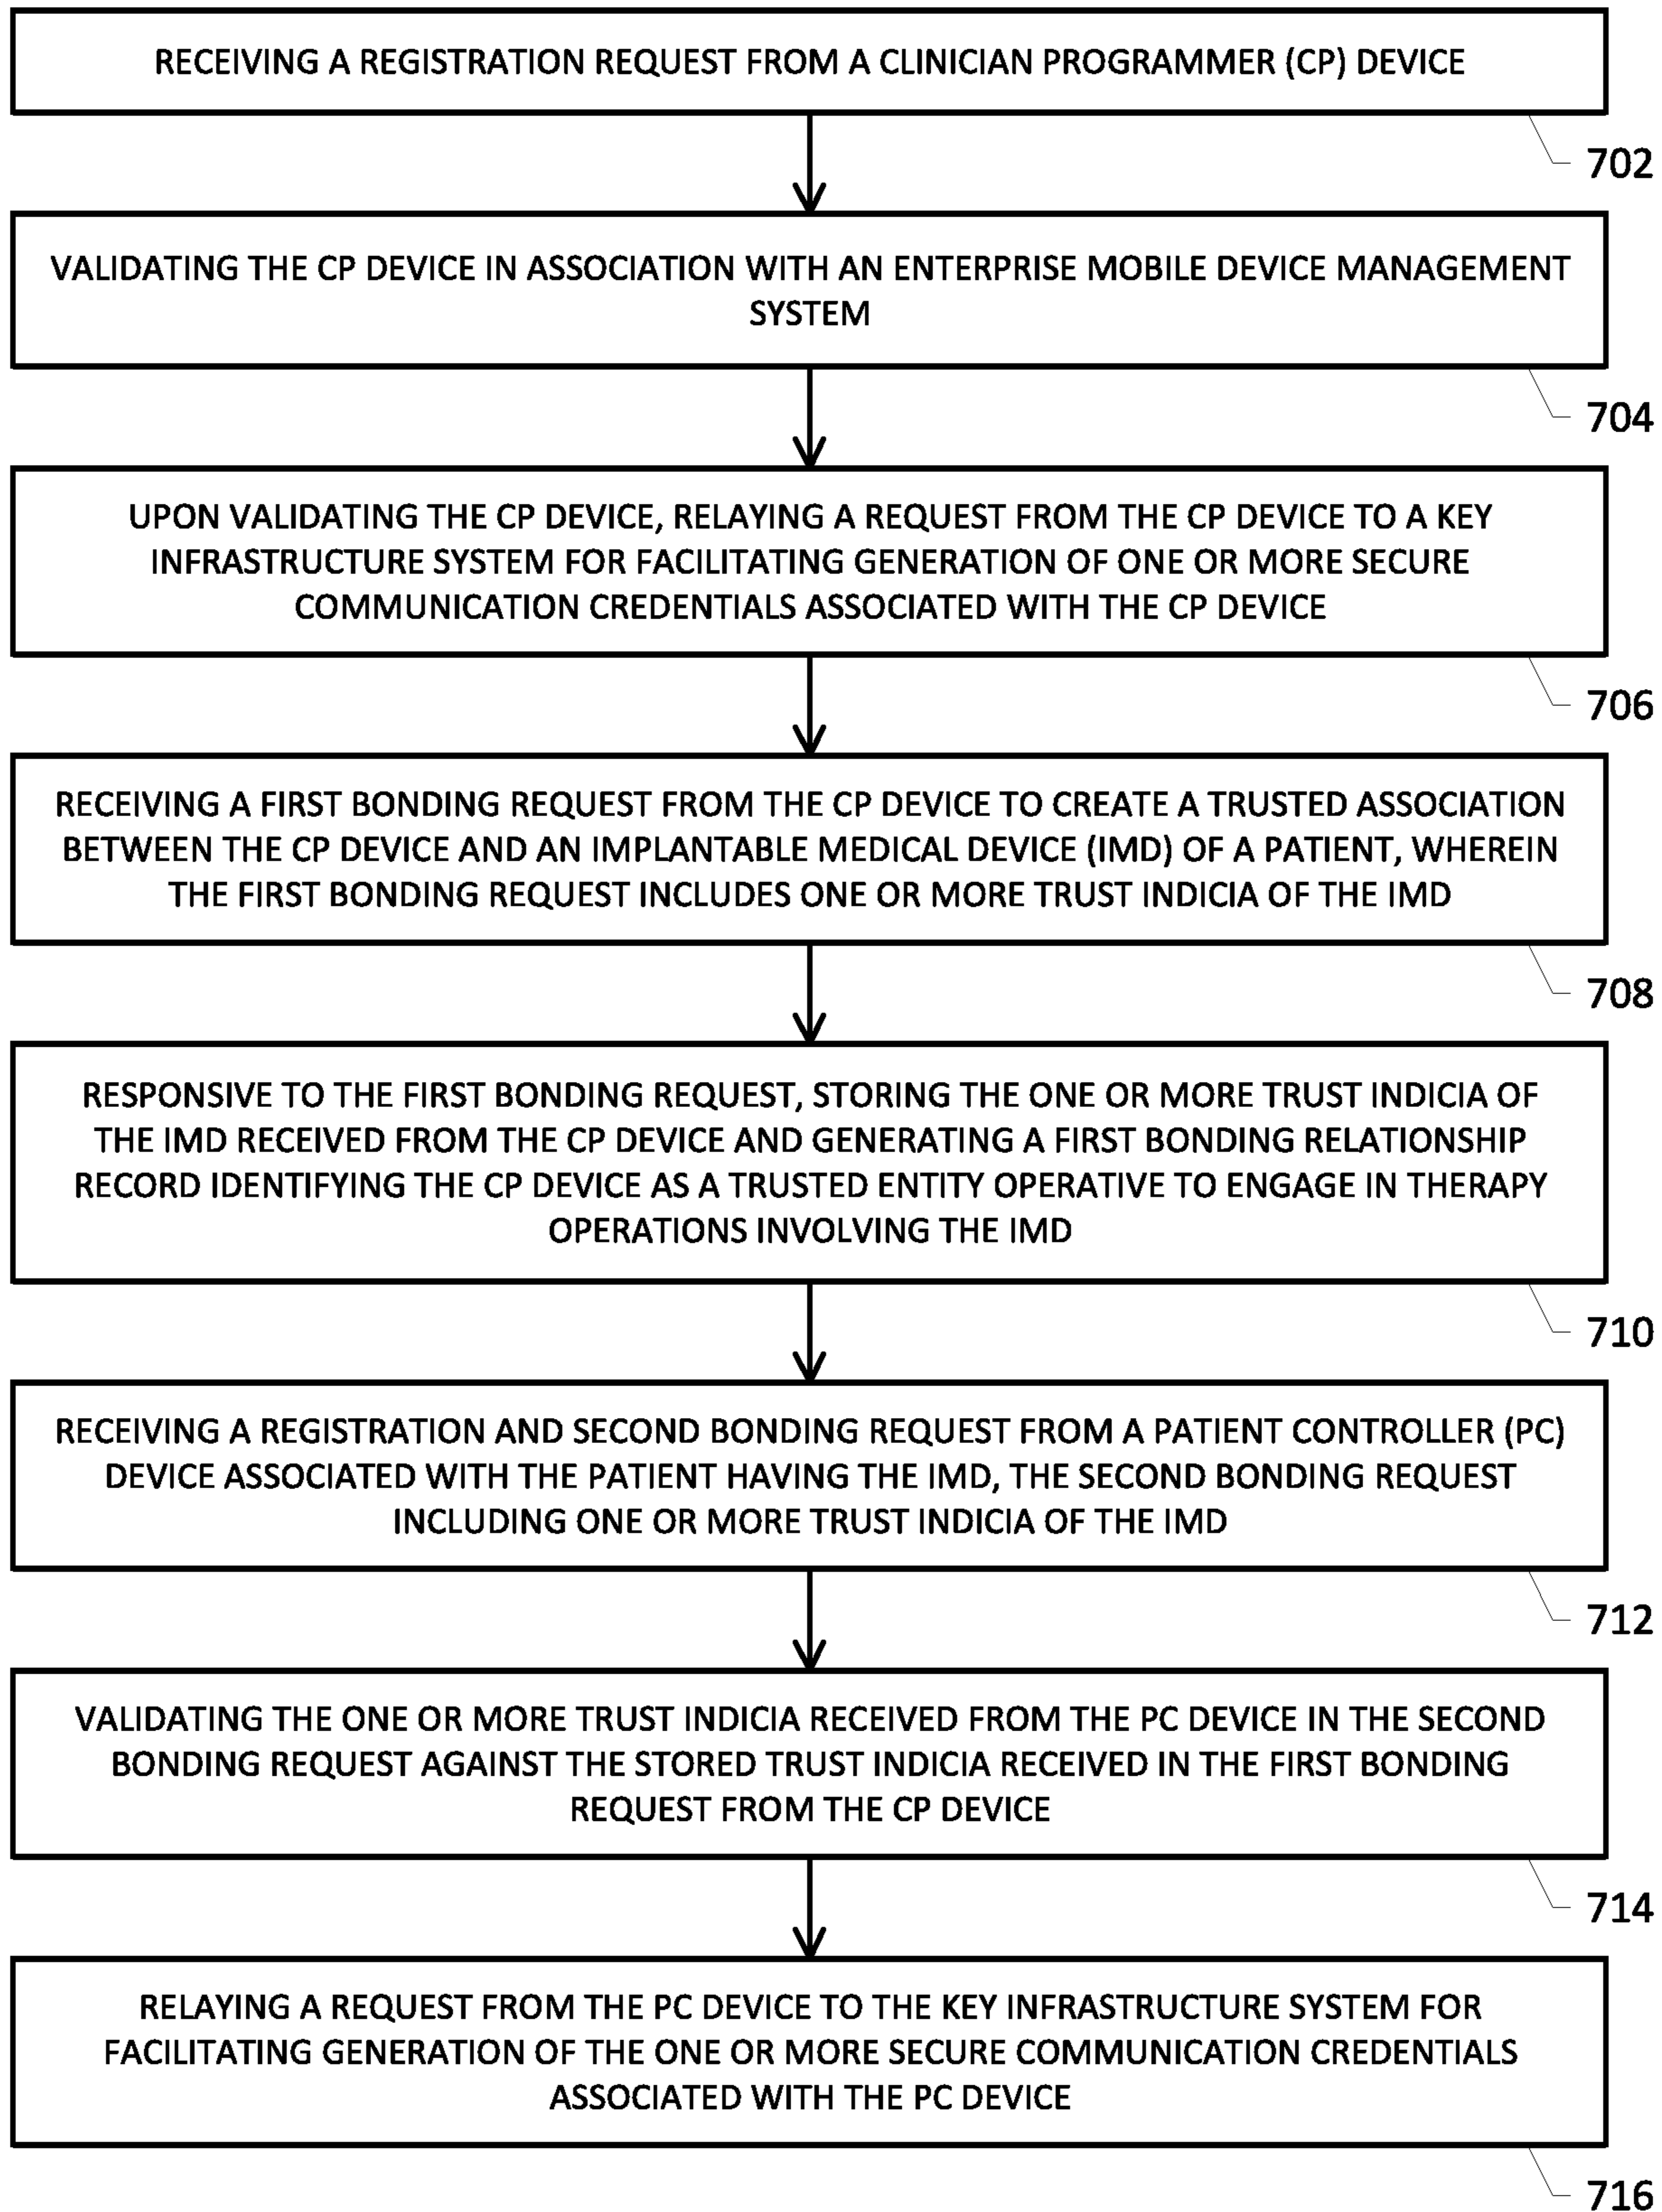 RECEIVING A REGISTRATION REQUEST FROM A CLINICIAN PROGRAMMER (CP) DEVICE
702
VALIDATING THE CP DEVICE IN ASSOCIATION WITH AN ENTERPRISE MOBILE DEVICE MANAGEMENT
SYSTEM
704
UPON VALIDATING THE CP DEVICE, RELAYING A REQUEST FROM THE CP DEVICE TO A KEY
INFRASTRUCTURE SYSTEM FOR FACILITATING GENERATION OF ONE OR MORE SECURE
COMMUNICATION CREDENTIALS ASSOCIATED WITH THE CP DEVICE
706
RECEIVING A FIRST BONDING REQUEST FROM THE CP DEVICE TO CREATE A TRUSTED ASSOCIATION
BETWEEN THE CP DEVICE AND AN IMPLANTABLE MEDICAL DEVICE (IMD) OF A PATIENT, WHEREIN
THE FIRST BONDING REQUEST INCLUDES ONE OR MORE TRUST INDICIA OF THE IMD
708
RESPONSIVE TO THE FIRST BONDING REQUEST, STORING THE ONE OR MORE TRUST INDICIA OF
THE IMD RECEIVED FROM THE CP DEVICE AND GENERATING A FIRST BONDING RELATIONSHIP
RECORD IDENTIFYING THE CP DEVICE AS A TRUSTED ENTITY OPERATIVE TO ENGAGE IN THERAPY
OPERATIONS INVOLVING THE IMD
710
RECEIVING A REGISTRATION AND SECOND BONDING REQUEST FROM A PATIENT CONTROLLER (PC)
DEVICE ASSOCIATED WITH THE PATIENT HAVING THE IMD, THE SECOND BONDING REQUEST
INCLUDING ONE OR MORE TRUST INDICIA OF THE IMD
712
VALIDATING THE ONE OR MORE TRUST INDICIA RECEIVED FROM THE PC DEVICE IN THE SECOND
BONDING REQUEST AGAINST THE STORED TRUST INDICIA RECEIVED IN THE FIRST BONDING
REQUEST FROM THE CP DEVICE
714
RELAYING A REQUEST FROM THE PC DEVICE TO THE KEY INFRASTRUCTURE SYSTEM FOR
FACILITATING GENERATION OF THE ONE OR MORE SECURE COMMUNICATION CREDENTIALS
ASSOCIATED WITH THE PC DEVICE
716